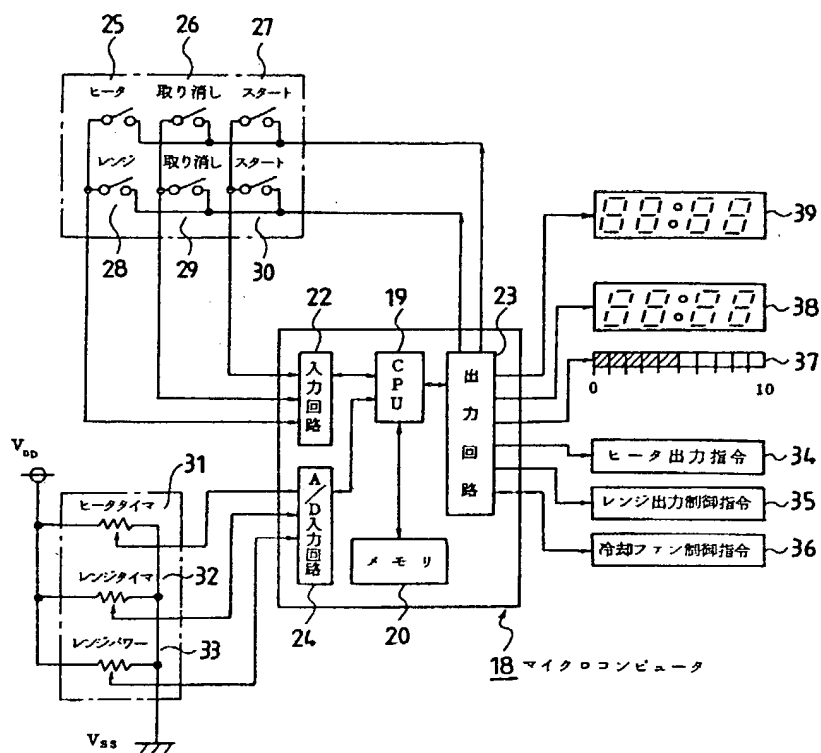 25 26 27
ヒータ 取り消し スタート
レンジ 取り消し スタート
28 29 30
39
38
37
0 10
22 19 23
入力回路
CPU
出力回路
A/D入力回路
メモリ
24 20
18 マイクロコンピュータ
ヒータ出力指令 34
レンジ出力制御指令 35
冷却ファン制御指令 36
VDD
31
ヒータタイマ
レンジタイマ 32
レンジパワー 33
VSS